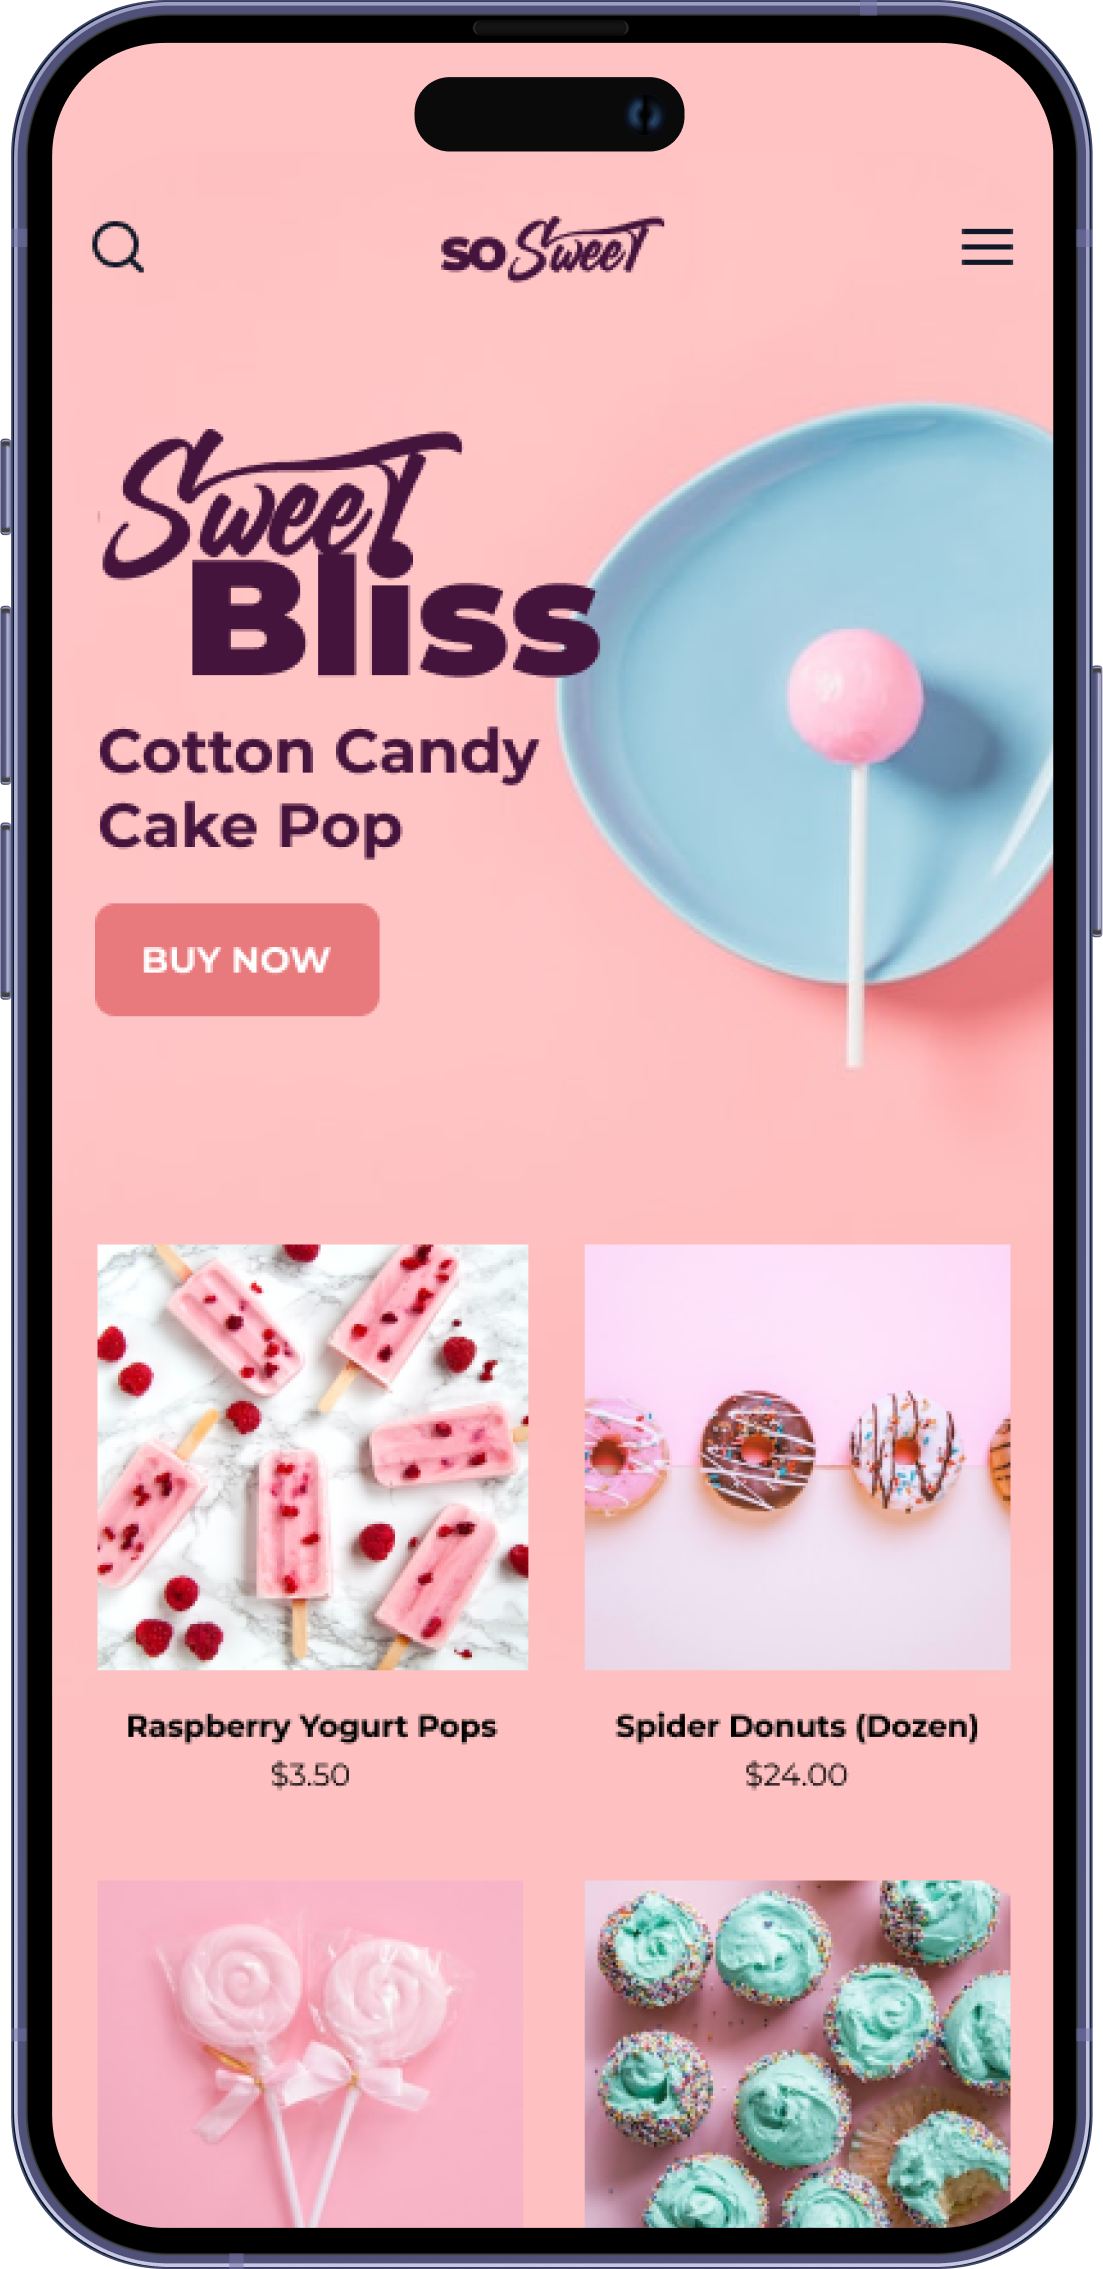 so Sweet
Sweet
Bliss
Cotton Candy
Cake Pop
BUY NOW
Raspberry Yogurt Pops
Spider Donuts (Dozen)
$3.50
$24.00